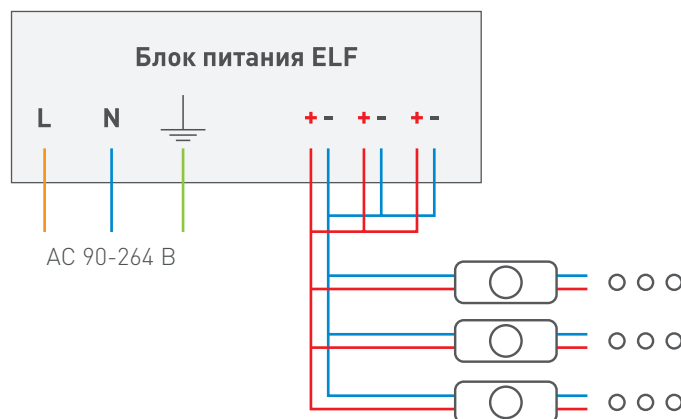 Блок питания ELF
L N + - + - + -
AC 90-264 В